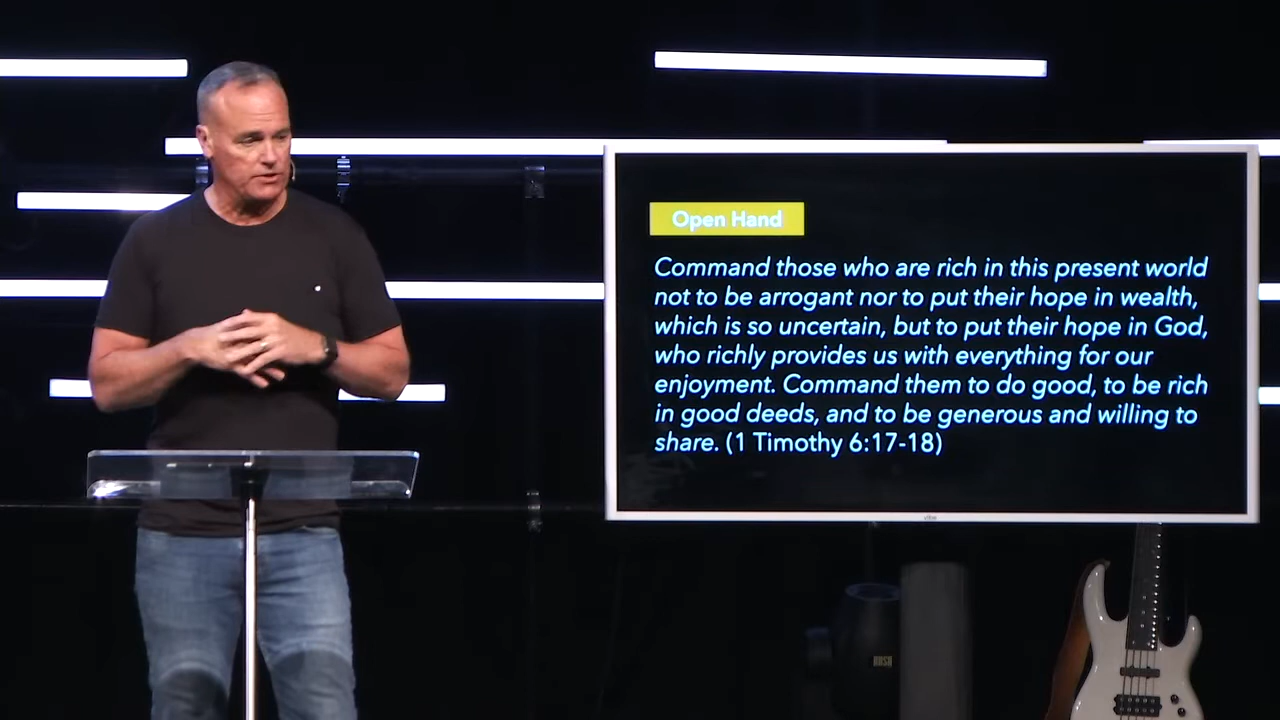 Open Hand
Command those who are rich in this present world
not to be arrogant nor to put their hope in wealth,
which is so uncertain, but to put their hope in God,
who richly provides us with everything for our
enjoyment. Command them to do good, to be rich
in good deeds, and to be generous and willing to
share. (1 Timothy 6:17-18)